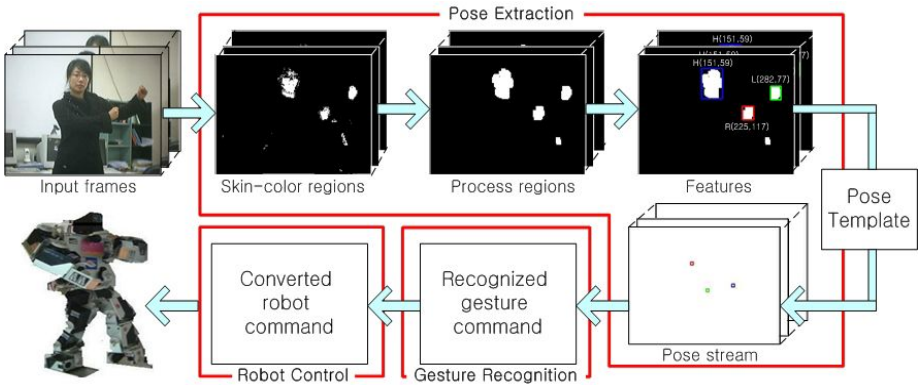 Pose Extraction
H(151,59)
H(151,59)
L(282,77)
R(225,117)
Input frames
Skin-color regions
Process regions
Features
Pose
Template
Converted
robot
command
Recognized
gesture
command
Pose stream
Robot Control
Gesture Recognition